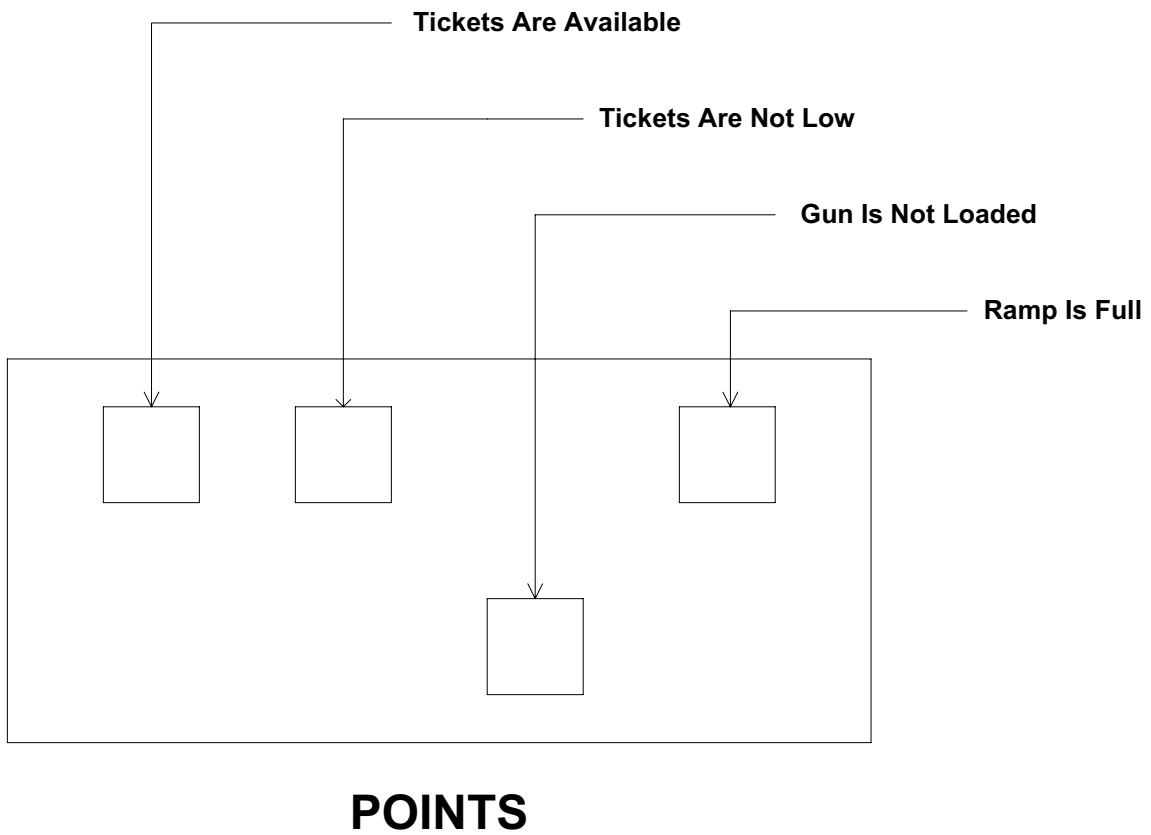 Tickets Are Available
Tickets Are Not Low
Gun Is Not Loaded
Ramp Is Full
POINTS